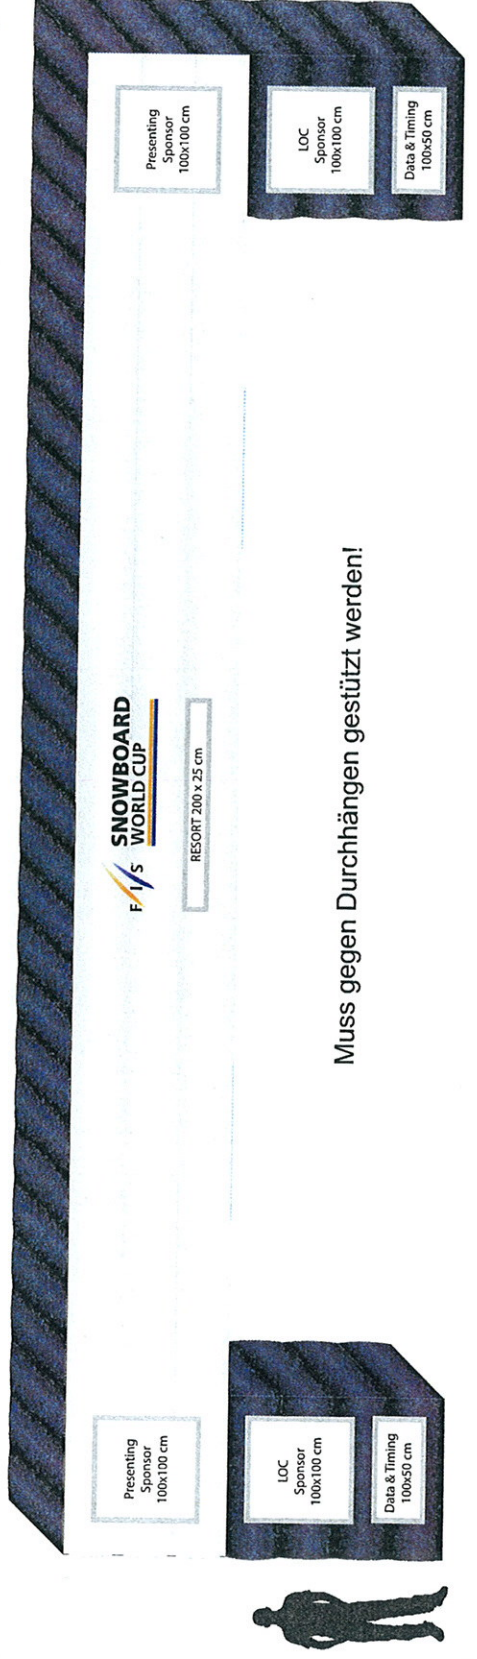 Presenting
Sponsor
100x100 cm
LOC
Sponsor
100x100 cm
Data & Timing
100x50 cm
F I S
SNOWBOARD
WORLD CUP
RESORT 200 x 25 cm
Muss gegen Durchhängen gestützt werden!
Presenting
Sponsor
100x100 cm
LOC
Sponsor
100x100 cm
Data & Timing
100x50 cm